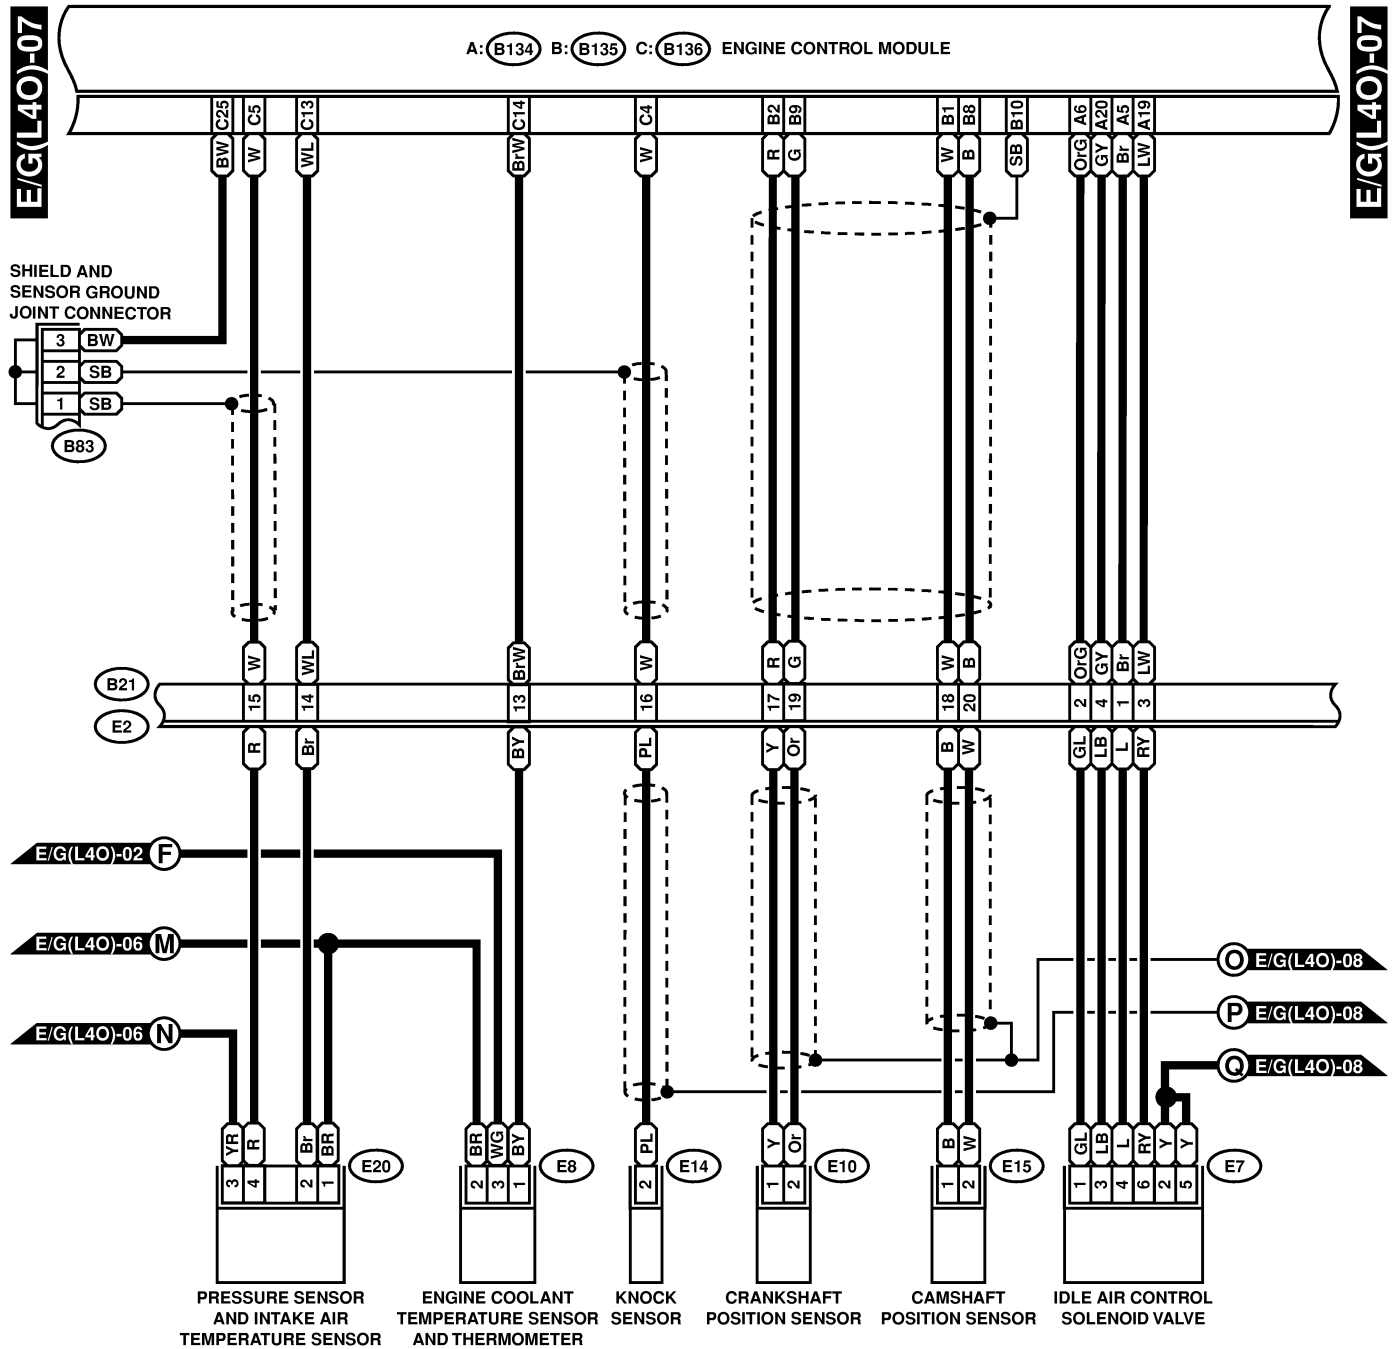 E/G(L4O)-07
E/G(L4O)-07
A: B134 B: B135 C: B136 ENGINE CONTROL MODULE
C25 C5 C13 C14 C4 B2 B9 B1 B8 B10 A6 A20 A5 A19
BW W WL BrW W R G W B SB OrG GY Br LW
SHIELD AND
SENSOR GROUND
JOINT CONNECTOR
3 BW
2 SB
1 SB
B83
W WL BrW W R G W B OrG GY Br LW
B21
15 14 13 16 17 19 18 20 2 4 1 3
E2
R Br BY PL Y Or B W GL LB L RY
E/G(L4O)-02 F
E/G(L4O)-06 M
O E/G(L4O)-08
P E/G(L4O)-08
E/G(L4O)-06 N
Q E/G(L4O)-08
YR R Br BR BR WG BY PL Y Or B W GL LB L RY Y Y
E20 E8 E14 E10 E15 E7
3 4 2 1 2 3 1 2 1 2 1 2 1 3 4 6 2 5
PRESSURE SENSOR
AND INTAKE AIR
TEMPERATURE SENSOR
ENGINE COOLANT
TEMPERATURE SENSOR
AND THERMOMETER
KNOCK
SENSOR
CRANKSHAFT
POSITION SENSOR
CAMSHAFT
POSITION SENSOR
IDLE AIR CONTROL
SOLENOID VALVE